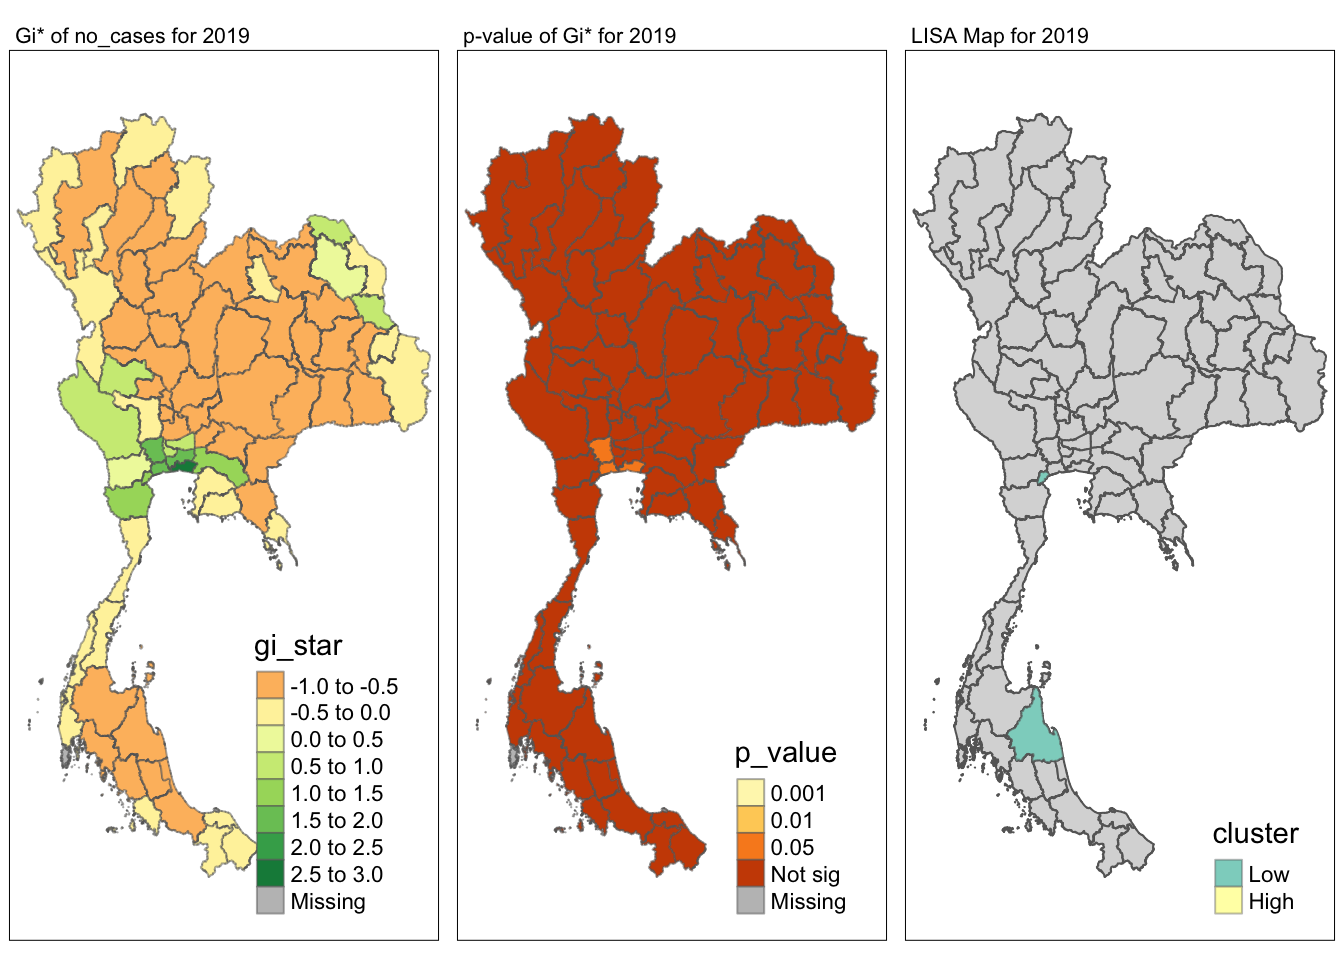 Gi* of no_cases for 2019
p-value of Gi* for 2019
LISA Map for 2019
gi_star
-1.0 to -0.5
-0.5 to 0.0
0.0 to 0.5
0.5 to 1.0
1.0 to 1.5
1.5 to 2.0
2.0 to 2.5
2.5 to 3.0
Missing
p_value
0.001
0.01
0.05
Not sig
Missing
cluster
Low
High